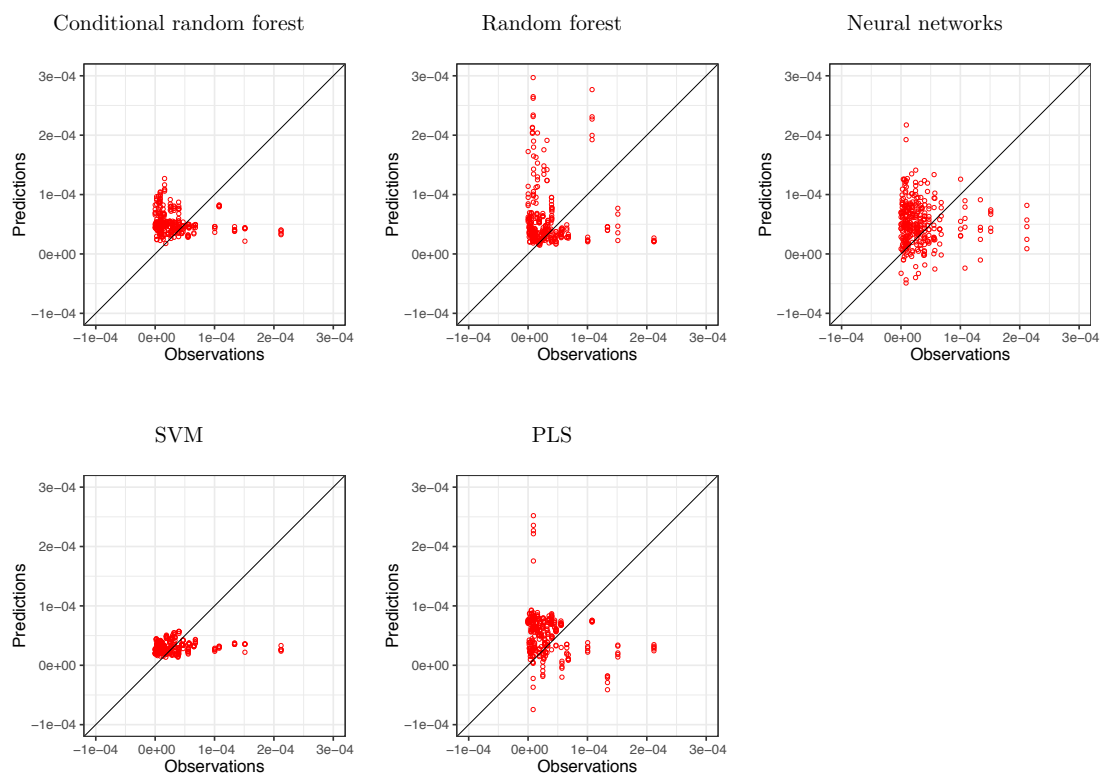 Conditional random forest
Random forest
Neural networks
3e−04
2e−04
1e−04
0e+00
−1e−04
Predictions
−1e−04 0e+00 1e−04 2e−04 3e−04
Observations
3e−04
2e−04
1e−04
0e+00
−1e−04
Predictions
−1e−04 0e+00 1e−04 2e−04 3e−04
Observations
3e−04
2e−04
1e−04
0e+00
−1e−04
Predictions
−1e−04 0e+00 1e−04 2e−04 3e−04
Observations
SVM
PLS
3e−04
2e−04
1e−04
0e+00
−1e−04
Predictions
−1e−04 0e+00 1e−04 2e−04 3e−04
Observations
3e−04
2e−04
1e−04
0e+00
−1e−04
Predictions
−1e−04 0e+00 1e−04 2e−04 3e−04
Observations